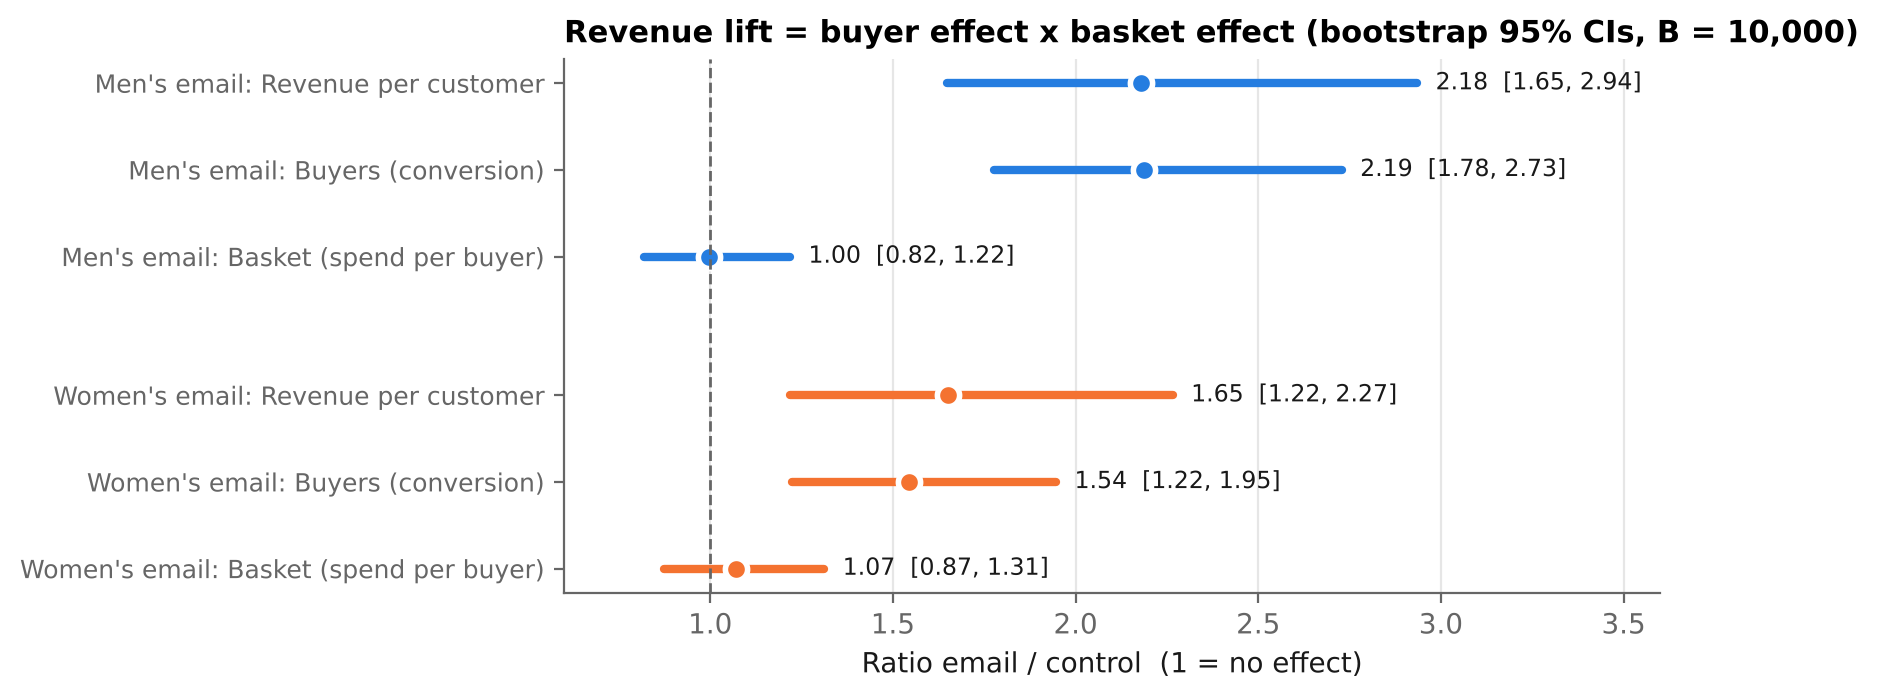 Revenue lift = buyer effect x basket effect (bootstrap 95% CIs, B = 10,000)
Men's email: Revenue per customer
2.18 [1.65, 2.94]
Men's email: Buyers (conversion)
2.19 [1.78, 2.73]
Men's email: Basket (spend per buyer)
1.00 [0.82, 1.22]
Women's email: Revenue per customer
1.65 [1.22, 2.27]
Women's email: Buyers (conversion)
1.54 [1.22, 1.95]
Women's email: Basket (spend per buyer)
1.07 [0.87, 1.31]
1.0 1.5 2.0 2.5 3.0 3.5
Ratio email / control (1 = no effect)